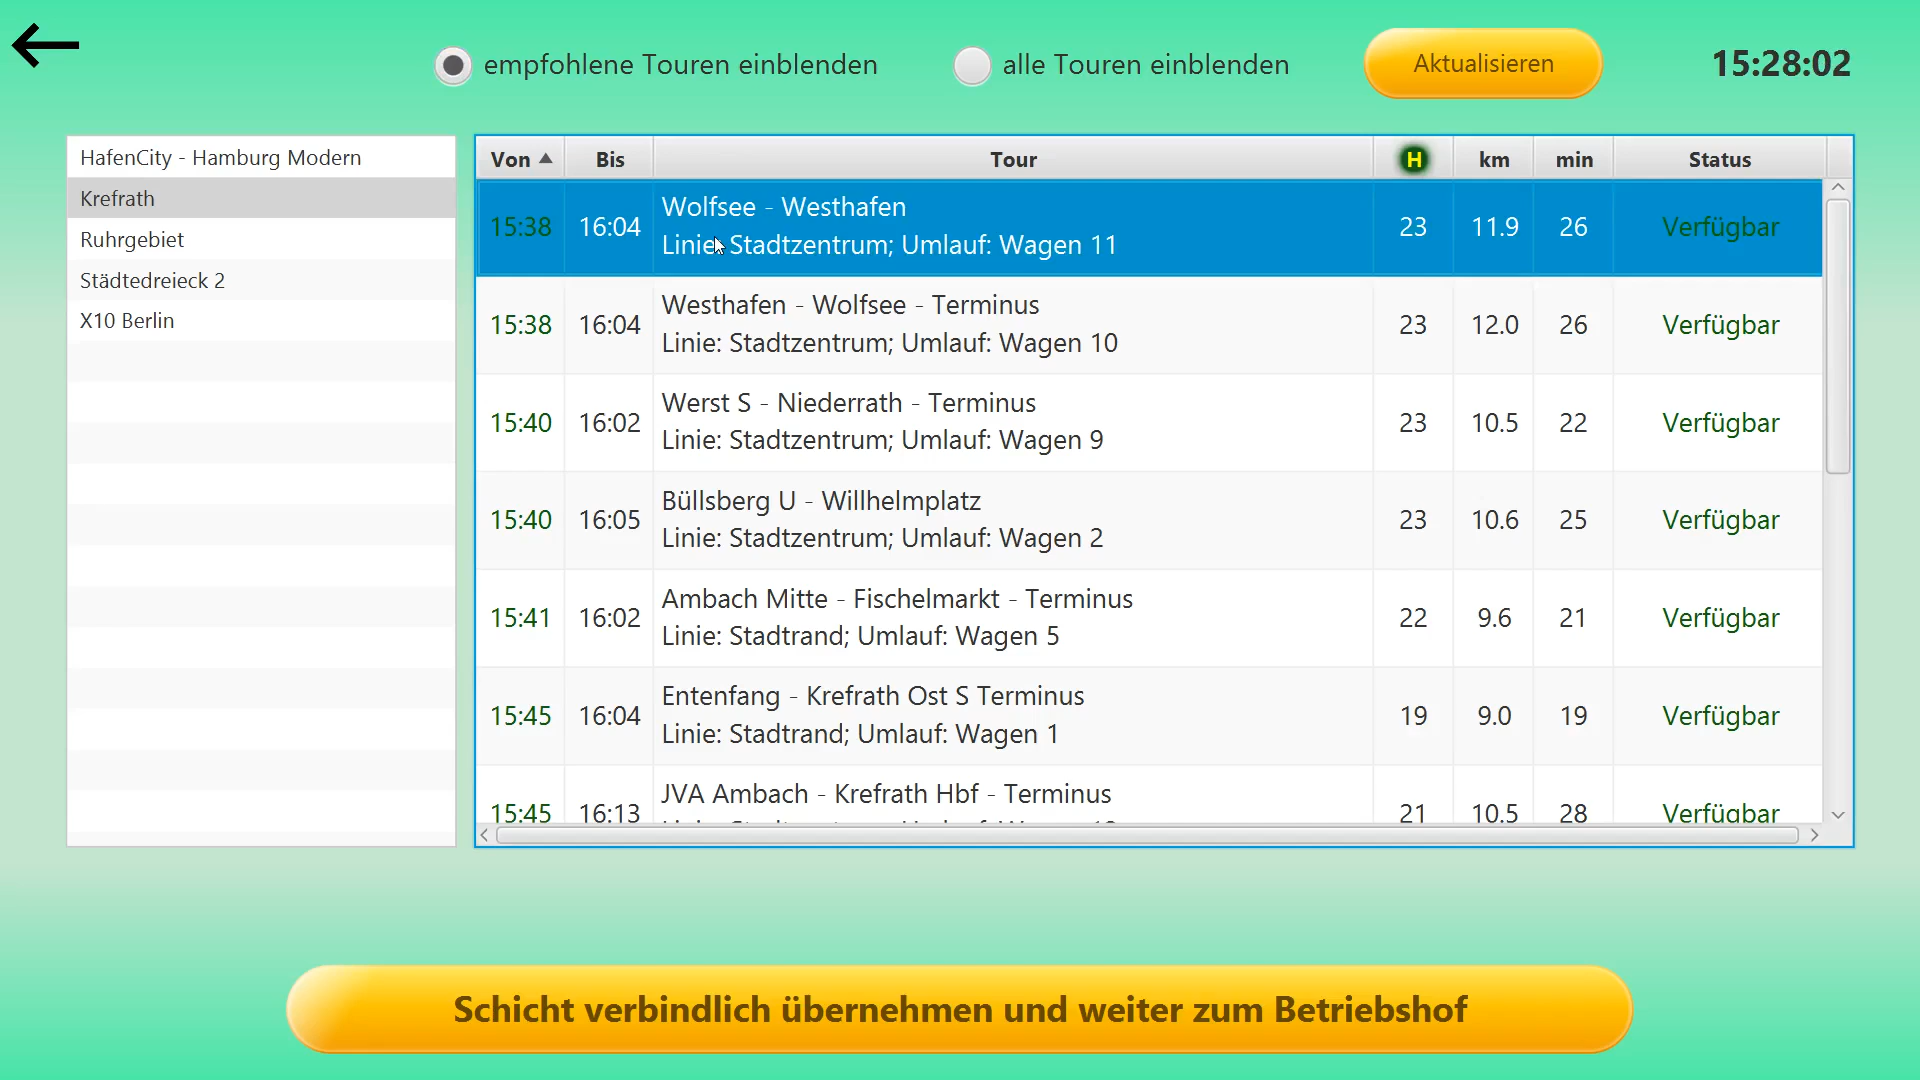 empfohlene Touren einblenden
alle Touren einblenden
Aktualisieren
15:28:02
HafenCity - Hamburg Modern
Krefrath
Ruhrgebiet
Städtedreieck 2
X10 Berlin
Von Bis Tour H km min Status
15:38 16:04 Wolfsee - Westhafen 23 11.9 26 Verfügbar
Linie: Stadtzentrum; Umlauf: Wagen 11
15:38 16:04 Westhafen - Wolfsee - Terminus 23 12.0 26 Verfügbar
Linie: Stadtzentrum; Umlauf: Wagen 10
15:40 16:02 Werst S - Niederrath - Terminus 23 10.5 22 Verfügbar
Linie: Stadtzentrum; Umlauf: Wagen 9
15:40 16:05 Büllsberg U - Willhelmplatz 23 10.6 25 Verfügbar
Linie: Stadtzentrum; Umlauf: Wagen 2
15:41 16:02 Ambach Mitte - Fischelmarkt - Terminus 22 9.6 21 Verfügbar
Linie: Stadtrand; Umlauf: Wagen 5
15:45 16:04 Entenfang - Krefrath Ost S Terminus 19 9.0 19 Verfügbar
Linie: Stadtrand; Umlauf: Wagen 1
15:45 16:13 JVA Ambach - Krefrath Hbf - Terminus 21 10.5 28 Verfügbar
Schicht verbindlich übernehmen und weiter zum Betriebshof